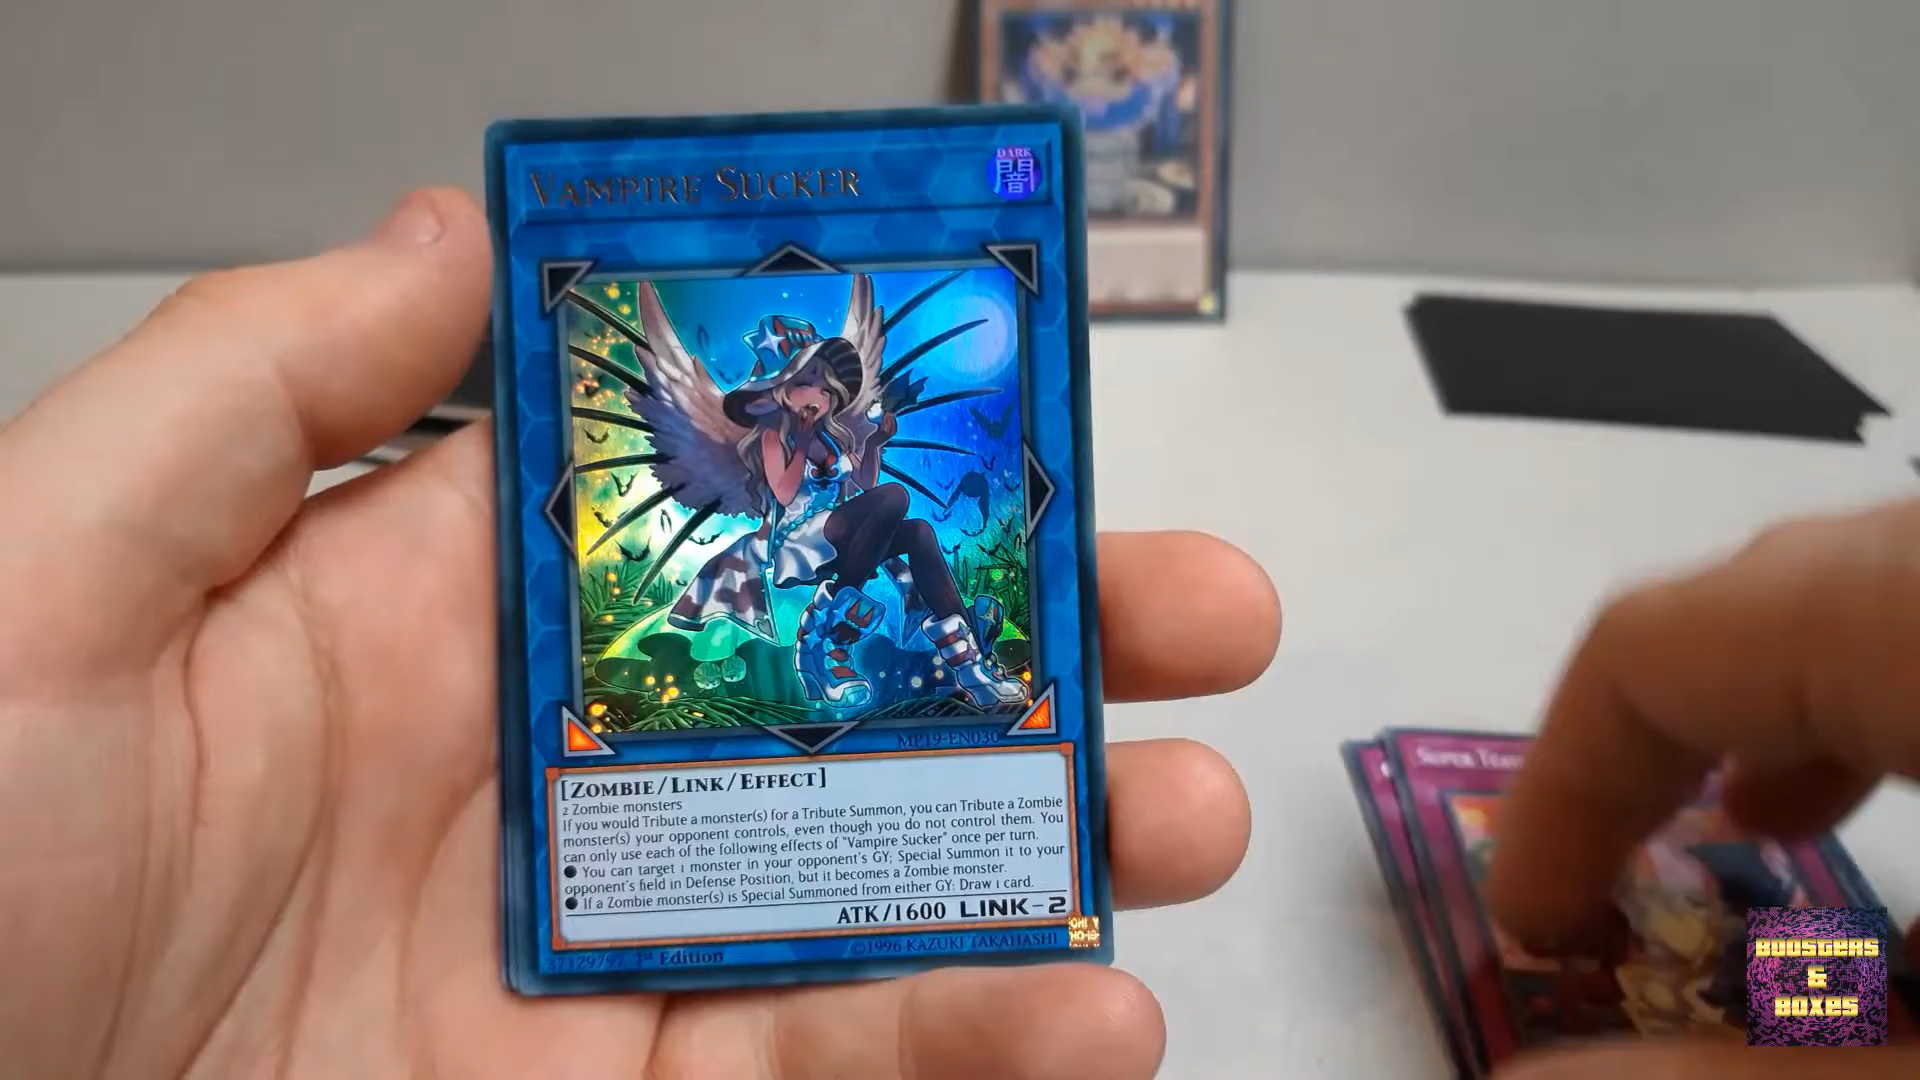 VAMPIRE SUCKER
DARK
闇
MP19-EN030
[ZOMBIE/LINK/EFFECT]
2 Zombie monsters
If you would Tribute a monster(s) for a Tribute Summon, you can Tribute a Zombie
monster(s) your opponent controls, even though you do not control them. You
can only use each of the following effects of "Vampire Sucker" once per turn.
● You can target 1 monster in your opponent's GY; Special Summon it to your
opponent's field in Defense Position, but it becomes a Zombie monster.
● If a Zombie monster(s) is Special Summoned from either GY: Draw 1 card.
ATK/1600 LINK-2
37129797 1st Edition
©1996 KAZUKI TAKAHASHI
SUPER
BOOSTERS
&
BOXES